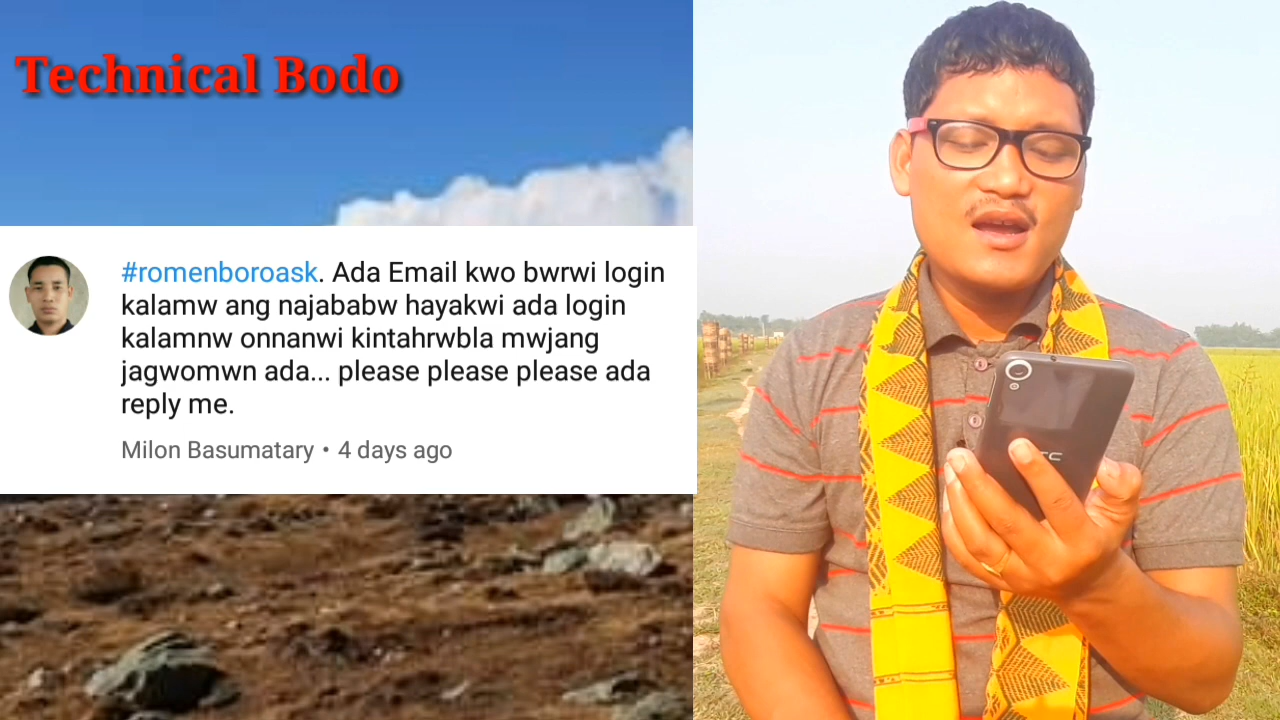 Technical Bodo
#romenboroask. Ada Email kwo bwrwi login
kalamw ang najababw hayakwi ada login
kalamnw onnanwi kintahrwbla mwjang
jagwomwn ada... please please please ada
reply me.
Milon Basumatary • 4 days ago